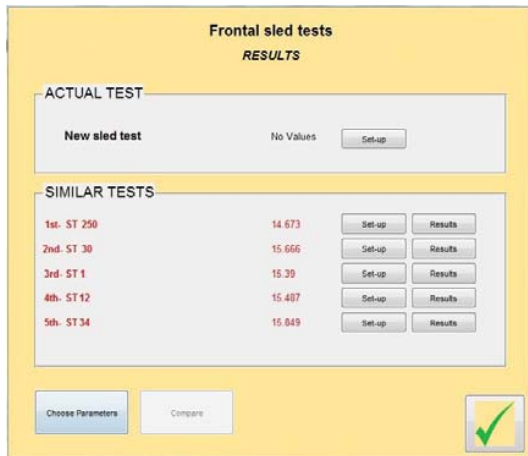 Frontal sled tests
RESULTS
ACTUAL TEST
New sled test No Values Set-up
SIMILAR TESTS
1st- ST 250 14.673 Set-up Results
2nd- ST 30 15.666 Set-up Results
3rd- ST 1 15.39 Set-up Results
4th- ST 12 15.407 Set-up Results
5th- ST 34 15.849 Set-up Results
Choose Parameters Compare